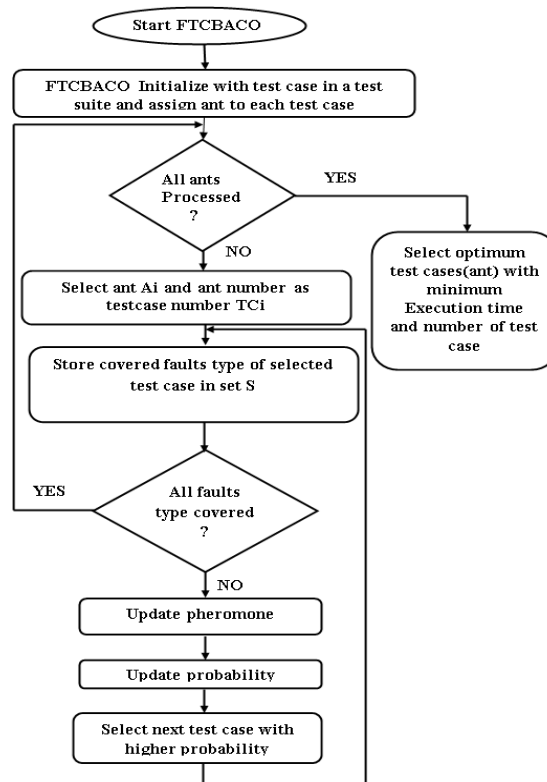 Start FTCBACO
FTCBACO Initialize with test case in a test
suite and assign ant to each test case
All ants
Processed
?
YES
NO
Select optimum
test cases(ant) with
minimum
Execution time
and number of test
case
Select ant Ai and ant number as
testcase number TCi
Store covered faults type of selected
test case in set S
YES
All faults
type covered
?
NO
Update pheromone
Update probability
Select next test case with
higher probability